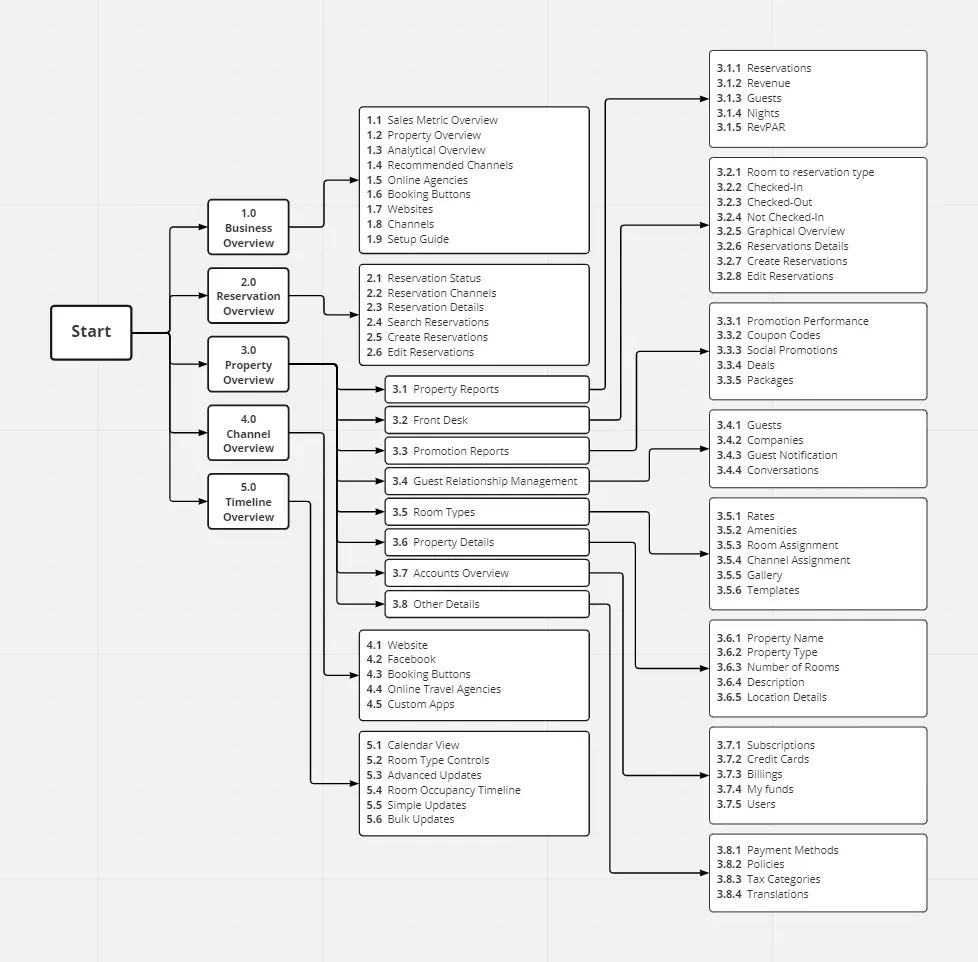 Start
1.0
Business
Overview
2.0
Reservation
Overview
3.0
Property
Overview
4.0
Channel
Overview
5.0
Timeline
Overview
1.1 Sales Metric Overview
1.2 Property Overview
1.3 Analytical Overview
1.4 Recommended Channels
1.5 Online Agencies
1.6 Booking Buttons
1.7 Websites
1.8 Channels
1.9 Setup Guide
2.1 Reservation Status
2.2 Reservation Channels
2.3 Reservation Details
2.4 Search Reservations
2.5 Create Reservations
2.6 Edit Reservations
3.1 Property Reports
3.2 Front Desk
3.3 Promotion Reports
3.4 Guest Relationship Management
3.5 Room Types
3.6 Property Details
3.7 Accounts Overview
3.8 Other Details
4.1 Website
4.2 Facebook
4.3 Booking Buttons
4.4 Online Travel Agencies
4.5 Custom Apps
5.1 Calendar View
5.2 Room Type Controls
5.3 Advanced Updates
5.4 Room Occupancy Timeline
5.5 Simple Updates
5.6 Bulk Updates
3.1.1 Reservations
3.1.2 Revenue
3.1.3 Guests
3.1.4 Nights
3.1.5 RevPAR
3.2.1 Room to reservation type
3.2.2 Checked-In
3.2.3 Checked-Out
3.2.4 Not Checked-In
3.2.5 Graphical Overview
3.2.6 Reservations Details
3.2.7 Create Reservations
3.2.8 Edit Reservations
3.3.1 Promotion Performance
3.3.2 Coupon Codes
3.3.3 Social Promotions
3.3.4 Deals
3.3.5 Packages
3.4.1 Guests
3.4.2 Companies
3.4.3 Guest Notification
3.4.4 Conversations
3.5.1 Rates
3.5.2 Amenities
3.5.3 Room Assignment
3.5.4 Channel Assignment
3.5.5 Gallery
3.5.6 Templates
3.6.1 Property Name
3.6.2 Property Type
3.6.3 Number of Rooms
3.6.4 Description
3.6.5 Location Details
3.7.1 Subscriptions
3.7.2 Credit Cards
3.7.3 Billings
3.7.4 My funds
3.7.5 Users
3.8.1 Payment Methods
3.8.2 Policies
3.8.3 Tax Categories
3.8.4 Translations